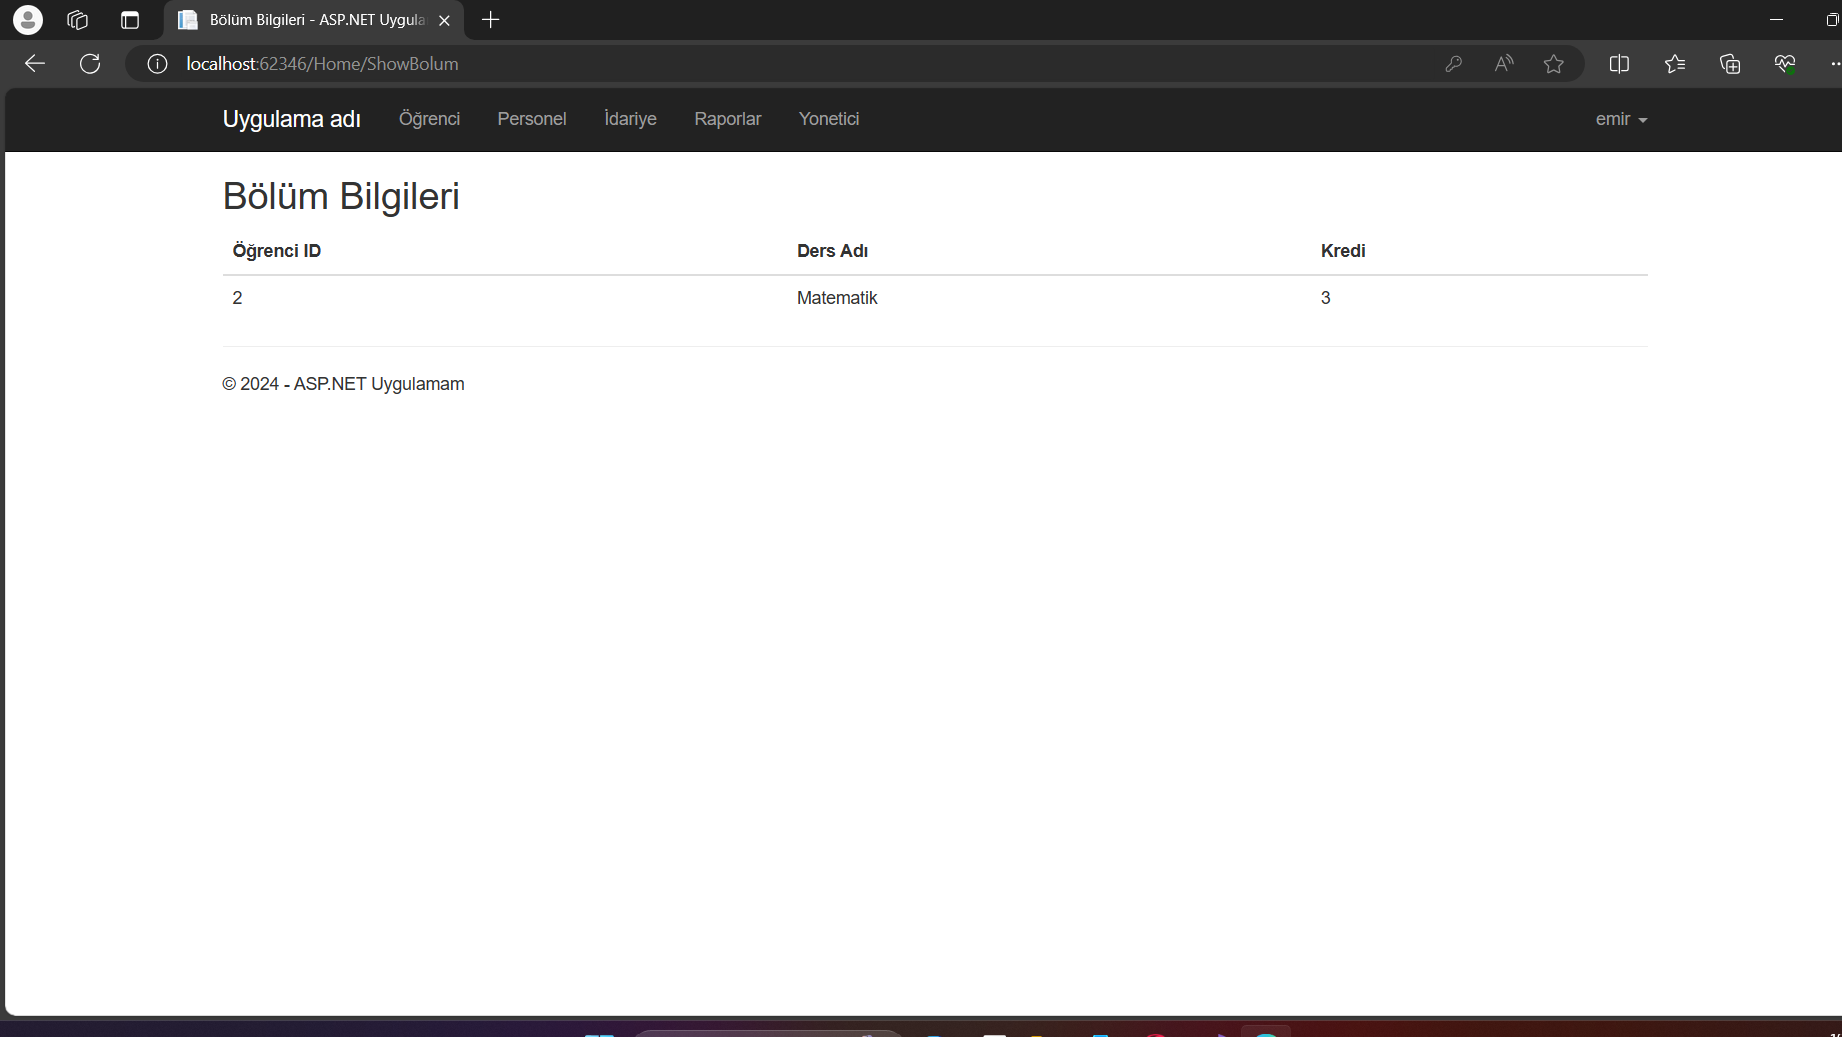 Bölüm Bilgileri - ASP.NET Uygula
localhost:62346/Home/ShowBolum
Uygulama adı Öğrenci Personel İdariye Raporlar Yonetici emir
Bölüm Bilgileri
Öğrenci ID Ders Adı Kredi
2 Matematik 3
© 2024 - ASP.NET Uygulamam